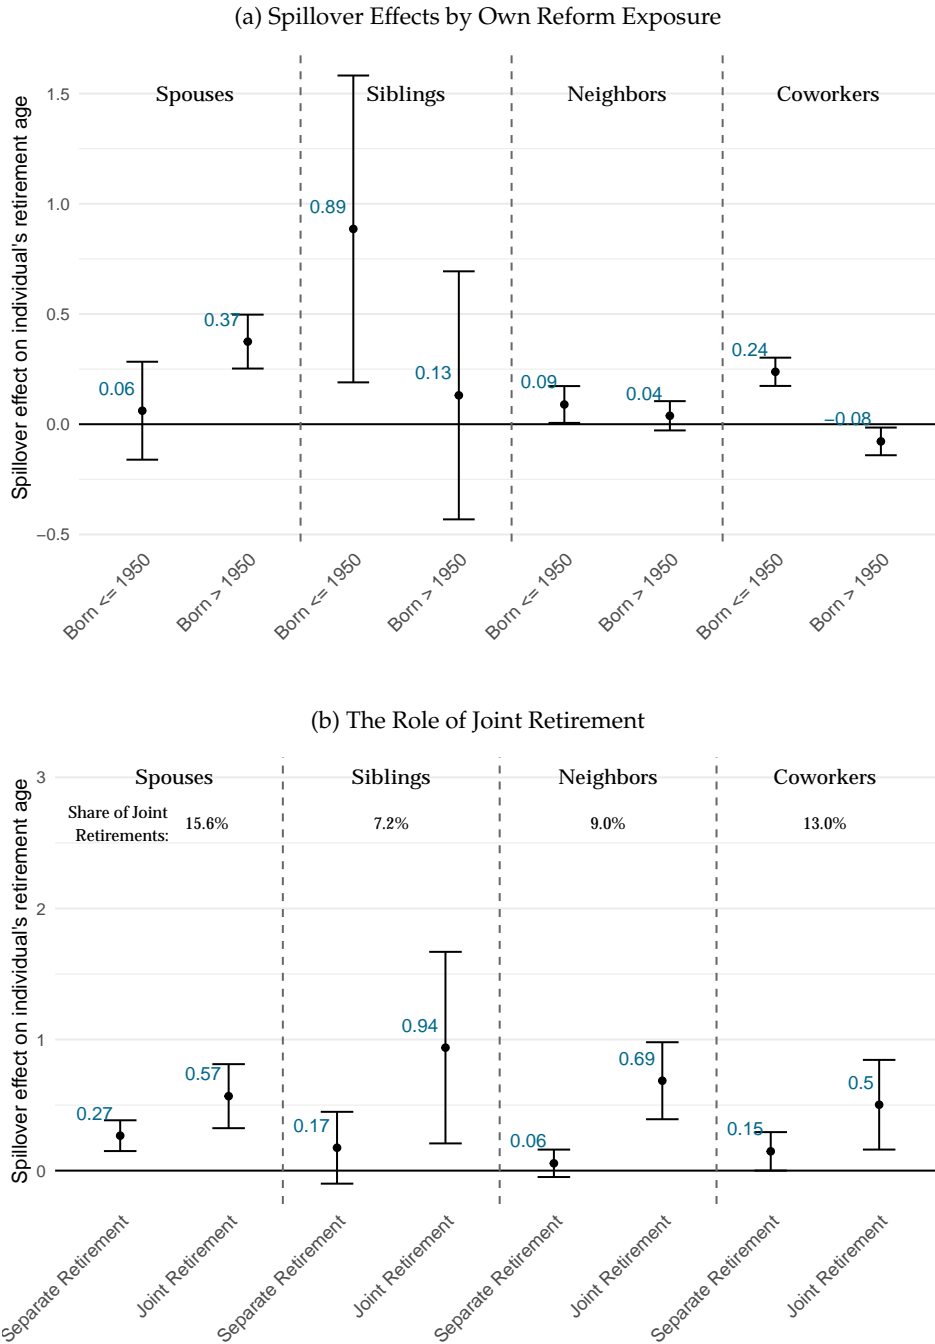 (a) Spillover Effects by Own Reform Exposure
Spillover effect on individual's retirement age
Spouses
Siblings
Neighbors
Coworkers
1.5
1.0
0.5
0.0
−0.5
0.06
0.37
0.89
0.13
0.09
0.04
0.24
−0.08
Born <= 1950
Born > 1950
Born <= 1950
Born > 1950
Born <= 1950
Born > 1950
Born <= 1950
Born > 1950
(b) The Role of Joint Retirement
Spillover effect on individual's retirement age
Spouses
Siblings
Neighbors
Coworkers
Share of Joint
Retirements:
15.6%
7.2%
9.0%
13.0%
3
2
1
0
0.27
0.57
0.17
0.94
0.06
0.69
0.15
0.5
Separate Retirement
Joint Retirement
Separate Retirement
Joint Retirement
Separate Retirement
Joint Retirement
Separate Retirement
Joint Retirement